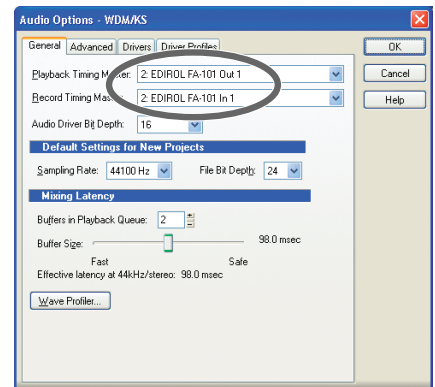 Audio Options - WDM/KS
General Advanced Drivers Driver Profiles
OK
Cancel
Help
Playback Timing Master: 2: EDIROL FA-101 Out 1
Record Timing Master: 2: EDIROL FA-101 In 1
Audio Driver Bit Depth: 16
Default Settings for New Projects
Sampling Rate: 44100 Hz File Bit Depth: 24
Mixing Latency
Buffers in Playback Queue: 2
Buffer Size: 98.0 msec
Fast Safe
Effective latency at 44kHz/stereo: 98.0 msec
Wave Profiler...